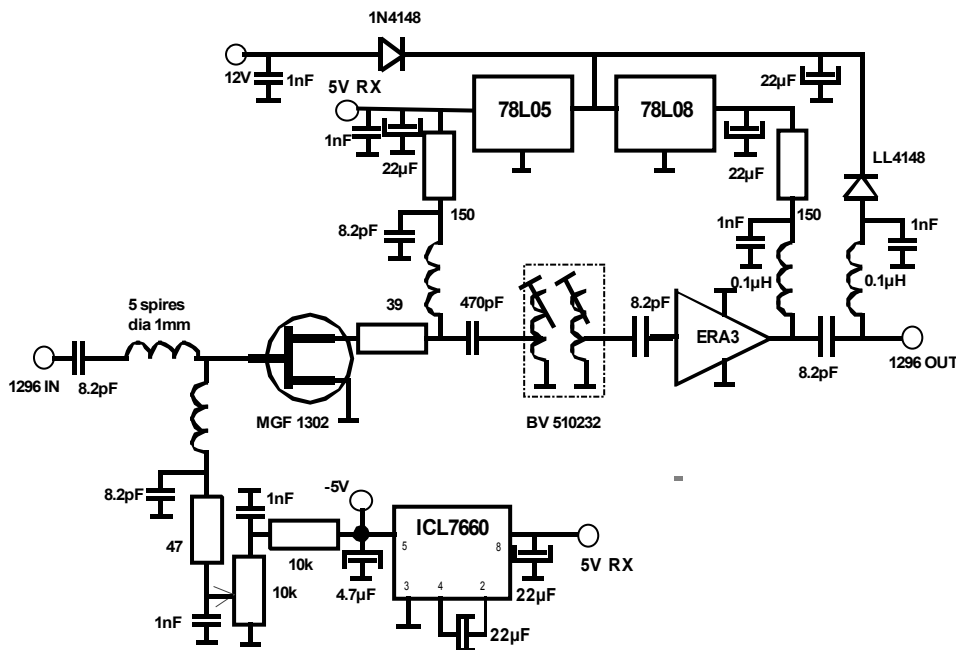 1N4148
12V
1nF
5V RX
78L05
78L08
22µF
1nF
22µF
22µF
LL4148
150
150
8.2pF
1nF
1nF
0.1µH
0.1µH
5 spires
dia 1mm
39
470pF
8.2pF
ERA3
1296 IN
8.2pF
MGF 1302
BV 510232
8.2pF
1296 OUT
8.2pF
1nF
-5V
ICL7660
5
8
47
10k
10k
4.7µF
3
4
2
22µF
5V RX
1nF
22µF